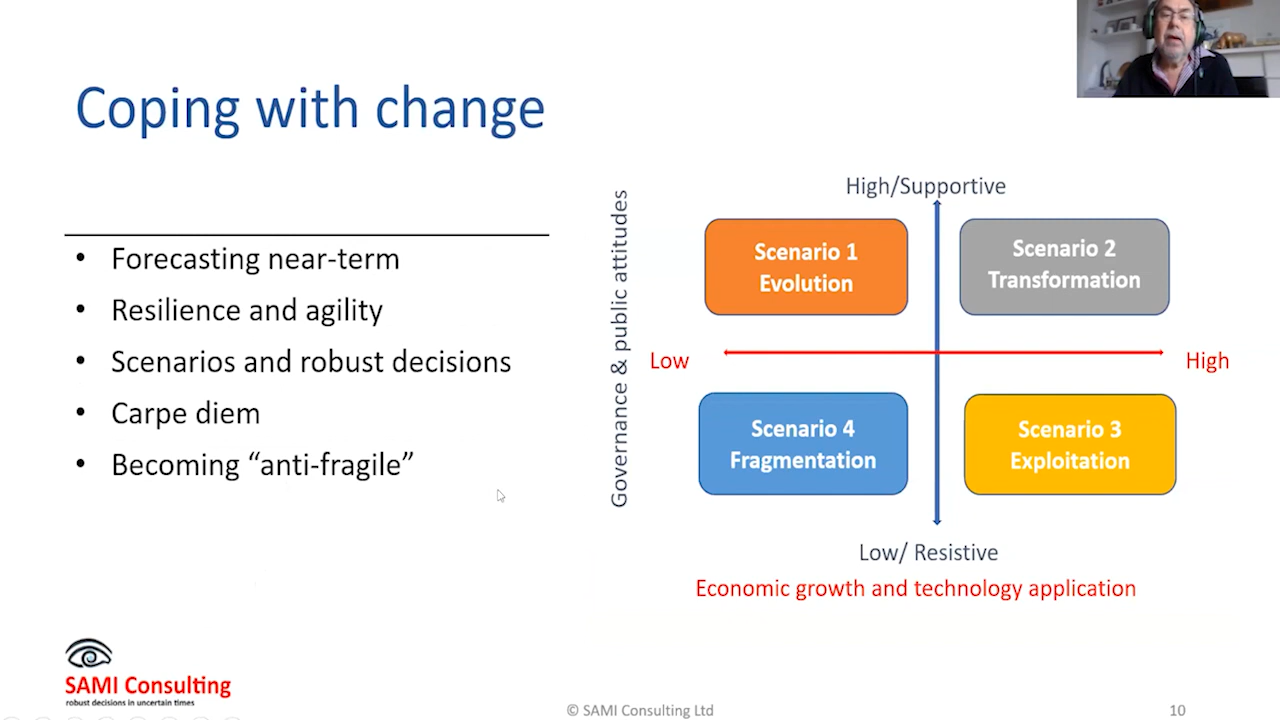 Coping with change
• Forecasting near-term
• Resilience and agility
• Scenarios and robust decisions
• Carpe diem
• Becoming “anti-fragile”
Governance & public attitudes
High/Supportive
Scenario 1
Evolution
Scenario 2
Transformation
Low
High
Scenario 4
Fragmentation
Scenario 3
Exploitation
Low/ Resistive
Economic growth and technology application
SAMI Consulting
robust decisions in uncertain times
© SAMI Consulting Ltd
10